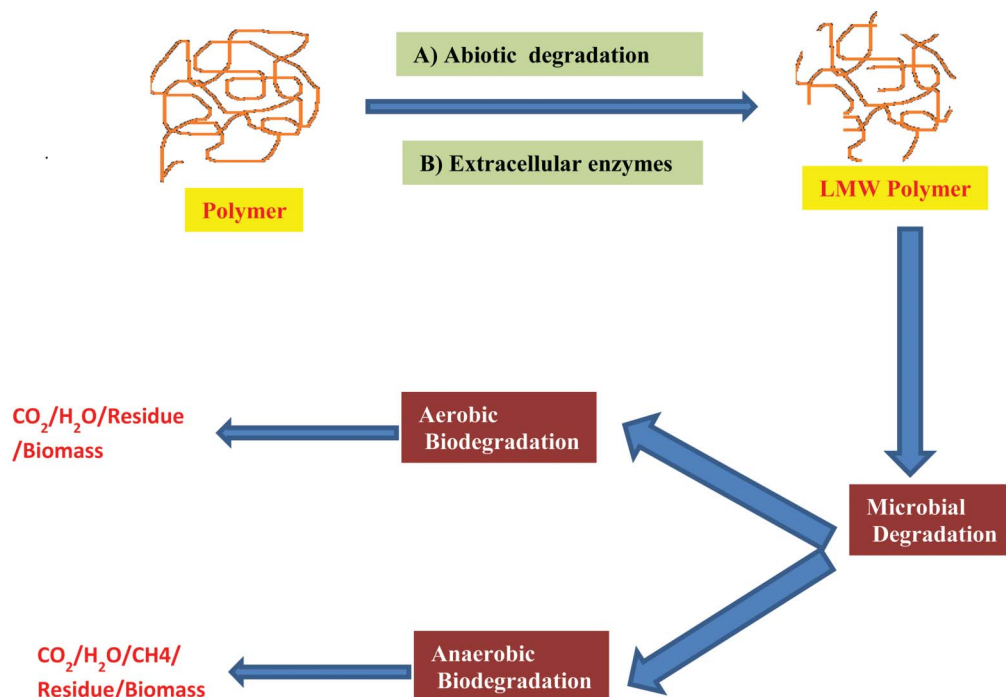 A) Abiotic degradation
B) Extracellular enzymes
Polymer
LMW Polymer
CO₂/H₂O/Residue
/Biomass
Aerobic
Biodegradation
Microbial
Degradation
CO₂/H₂O/CH4/
Residue/Biomass
Anaerobic
Biodegradation